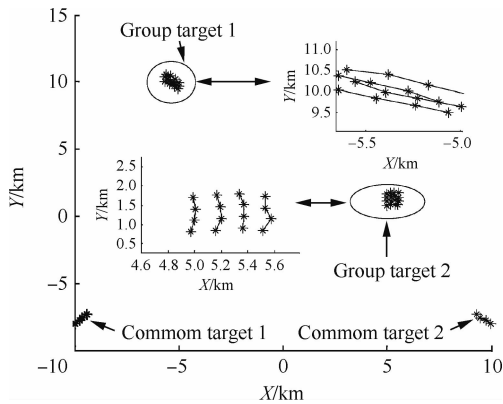 15
Group target 1
11.0
10.5
10.0
9.5
Y/km
-5.5
-5.0
X/km
10
5
0
-5
-10
Y/km
2.5
2.0
1.5
1.0
0.5
Y/km
4.6 4.8 5.0 5.2 5.4 5.6
X/km
Group target 2
Commom target 1
Commom target 2
-10
-5
0
5
10
X/km